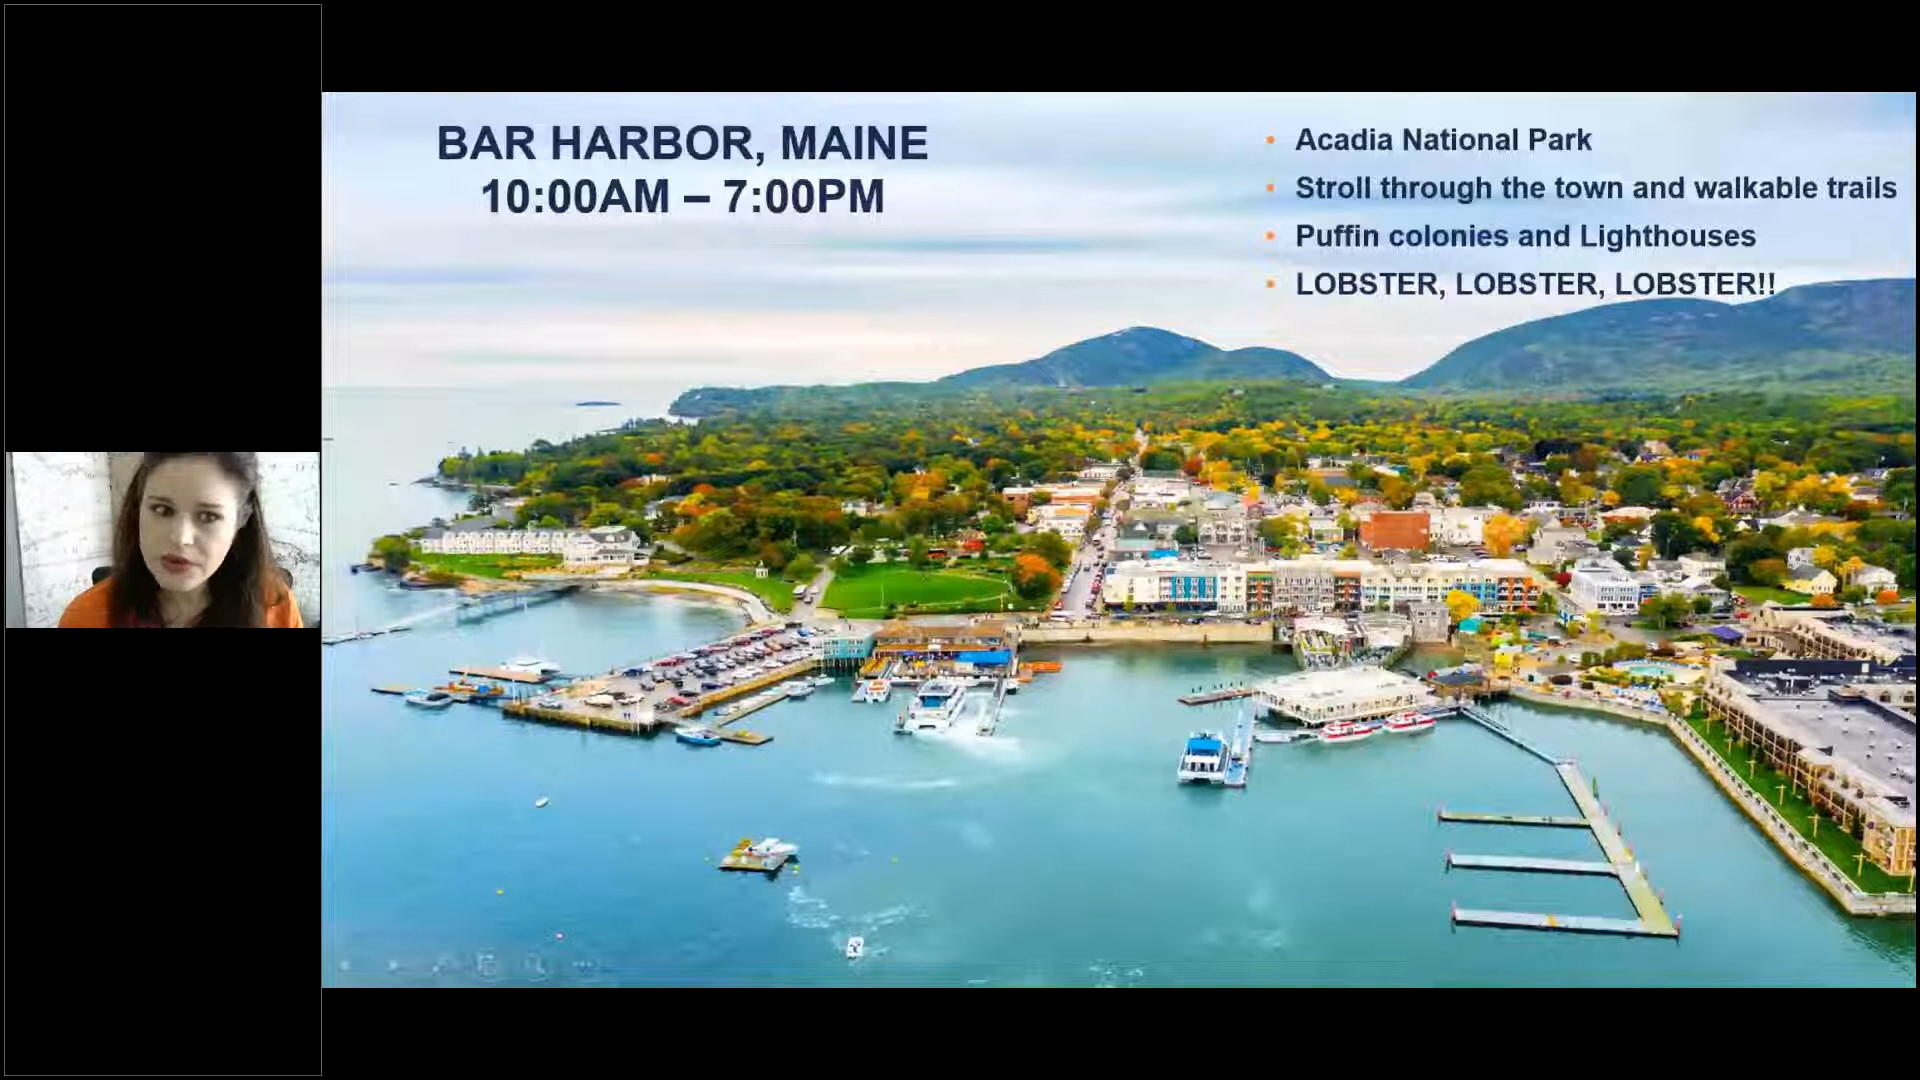 BAR HARBOR, MAINE
10:00AM – 7:00PM
• Acadia National Park
• Stroll through the town and walkable trails
• Puffin colonies and Lighthouses
• LOBSTER, LOBSTER, LOBSTER!!